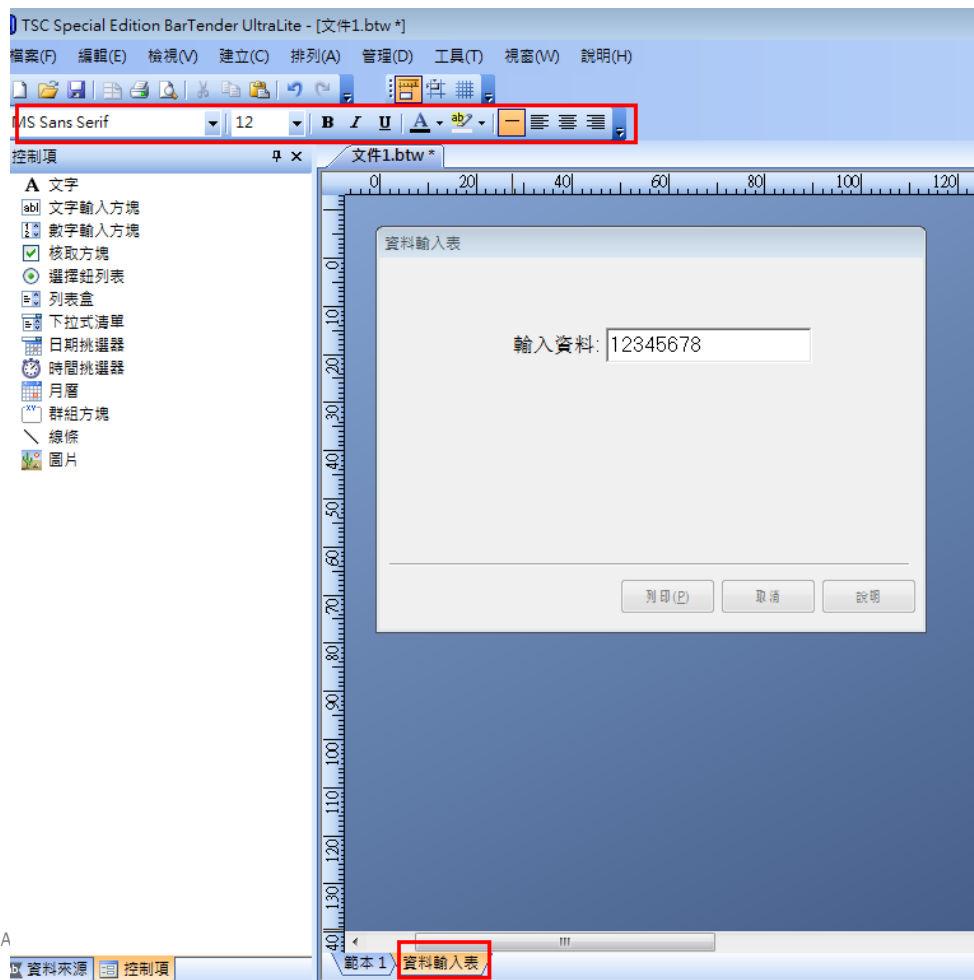 TSC Special Edition BarTender UltraLite - [文件1.btw *]
檔案(F) 編輯(E) 檢視(V) 建立(C) 排列(A) 管理(D) 工具(T) 視窗(W) 說明(H)
MS Sans Serif 12 B I U A ab
控制項
文件1.btw *
A 文字
abl 文字輸入方塊
數字輸入方塊
核取方塊
選擇鈕列表
列表盒
下拉式清單
日期挑選器
時間挑選器
月曆
群組方塊
線條
圖片
0 20 40 60 80 100 120
0
10
20
30
40
50
60
70
80
90
100
110
120
130
40
資料輸入表
輸入資料: 12345678
列印(P) 取消 說明
A
範本 1 資料輸入表
資料來源 控制項